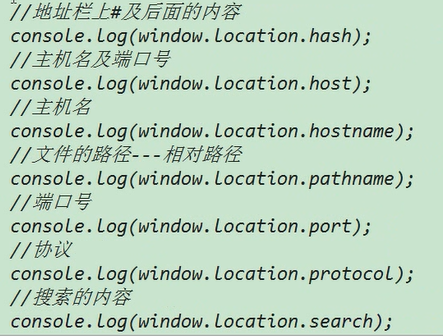 //地址栏上#及后面的内容
console.log(window.location.hash);
//主机名及端口号
console.log(window.location.host);
//主机名
console.log(window.location.hostname);
//文件的路径---相对路径
console.log(window.location.pathname);
//端口号
console.log(window.location.port);
//协议
console.log(window.location.protocol);
//搜索的内容
console.log(window.location.search);